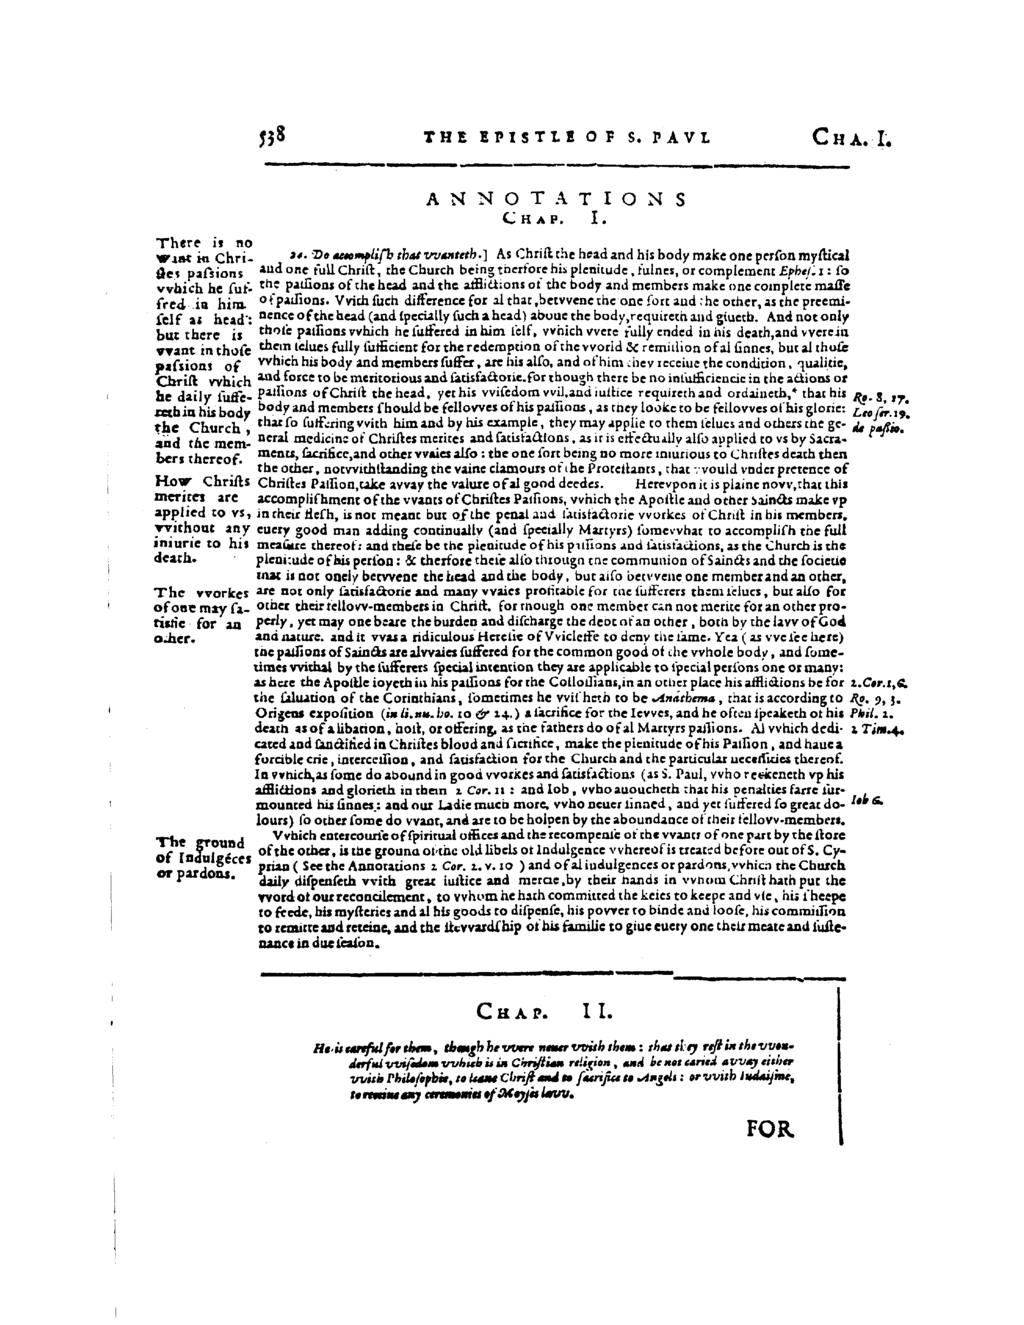 538 THE EPISTLE OF S. PAVL CHA. I.
ANNOTATIONS
CHAP. I.
There is no
want in Chri-
stes passions
vvhich he suf-
fred in him
self as head:
but there is
vvant in those
passions of
Christ vvhich
he daily suffe-
reth in his body
the Church,
and the mem-
bers thereof.
How Christs
merites are
applied to vs,
vvithout any
iniurie to his
death.
The vvorkes
of one may sa-
tisfie for an
other.
The ground
of Indulgéces
or pardons.
24. Do accomplish that vvanteth.] As Christ the head and his body make one person mystical
and one full Christ, the Church being therfore his plenitude, fulnes, or complement Ephes. 1: so
the passions of the head and the afflictions of the body and members make one complete masse
of passions. Vvith such difference for al that, betvvene the one sort and the other, as the preemi-
nence of the head (and specially such a head) aboue the body, requireth and giueth. And not only
those passions vvhich he suffered in him self, vvhich vvere fully ended in his death, and vvere in
them selues fully sufficient for the redemption of the vvorld & remission of al sinnes, but al those
vvhich his body and members suffer, are his also, and of him they receiue the condition, qualitie,
and force to be meritorious and satisfactorie. for though there be no insufficiencie in the actions or
passions of Christ the head, yet his vvisedom vvil, and iustice requireth and ordaineth,* that his
body and members should be fellovves of his passions, as they looke to be fellovves of his glorie:
that so suffering vvith him and by his example, they may applie to them selues and others the ge-
neral medicine of Christes merites and satisfactions, as it is effectually also applied to vs by Sacra-
ments, sacrifice, and other vvaies also: the one sort being no more iniurious to Christes death then
the other, notvvithstanding the vaine clamours of the Protestants, that vvould vnder pretence of
Christes Passion, take avvay the valure of al good deedes. Herevpon it is plaine novv, that this
accomplishment of the vvants of Christes Passions, vvhich the Apostle and other Saincts make vp
in their flesh, is not meant but of the penal and satisfactorie vvorkes of Christ in his members,
euery good man adding continually (and specially Martyrs) somevvhat to accomplish the full
measure thereof: and these be the plenitude of his passions and satisfactions, as the Church is the
plenitude of his person: & therfore these also through the communion of Saincts and the societie
that is not onely betvvene the head and the body, but also betvvene one member and an other,
are not only satisfactorie and many vvaies profitable for the sufferers them selues, but also for
other their fellovv-members in Christ. for though one member can not merite for an other pro-
perly, yet may one beare the burden and discharge the debt of an other, both by the lavv of God
and nature. and it vvas a ridiculous Heresie of Vvicleffe to deny the same. Yea (as vve see here)
the passions of Saincts are alvvaies suffered for the common good of the vvhole body, and some-
times vvithal by the sufferers special intention they are applicable to special persons one or many:
as here the Apostle ioyeth in his passions for the Colossians, in an other place his afflictions be for
the saluation of the Corinthians, sometimes he vvisheth to be Anáthema, that is according to
Origens exposition (in li. nu. ho. 10 & 24.) a sacrifice for the Ievves, and he often speaketh of his
death as of a libation, host, or offering, as the fathers do of al Martyrs passions. Al vvhich dedi-
cated and sanctified in Christes bloud and sacrifice, make the plenitude of his Passion, and haue a
forcible crie, intercession, and satisfaction for the Church and the particular necessities thereof.
In vvhich, as some do abound in good vvorkes and satisfactions (as S. Paul, vvho reckeneth vp his
afflictions and glorieth in them 2 Cor. 11: and Iob, vvho auoucheth that his penalties farre sur-
mounted his sinnes: and our Ladie much more, vvho neuer sinned, and yet suffered so great do-
lours) so other some do vvant, and are to be holpen by the aboundance of their fellovv-members.
Vvhich entercourse of spiritual offices and the recompense of the vvants of one part by the store
of the other, is the ground of the old libels of Indulgence vvhereof is treated before out of S. Cy-
prian (See the Annotations 2 Cor. 2. v. 10) and of al indulgences or pardons, vvhich the Church
daily dispenseth vvith great iustice and mercie, by their hands in vvhom Christ hath put the
vvord of our reconcilement, to vvhom he hath committed the keies to keepe and vse, his sheepe
to feede, his mysteries and al his goods to dispense, his povver to binde and loose, his commission
to remitte and reteine, and the stevvardship of his familie to giue euery one their meate and suste-
nance in due season.
Ro. 8, 17.
Leo ser. 19.
de passio.
2. Cor. 1, 6.
Ro. 9, 3.
Phil. 2.
2 Tim. 4.
Iob 6.
CHAP. II.
He is careful for them, though he vvere neuer vvith them: that they rest in the vvon-
derful vvisedom vvhich is in Christian religion, and be not caried avvay either
vvith Philosophie, to leaue Christ and to sacrifice to Angels: or vvith Iudaisme,
to receiue any ceremonies of Moyses lavv.
FOR